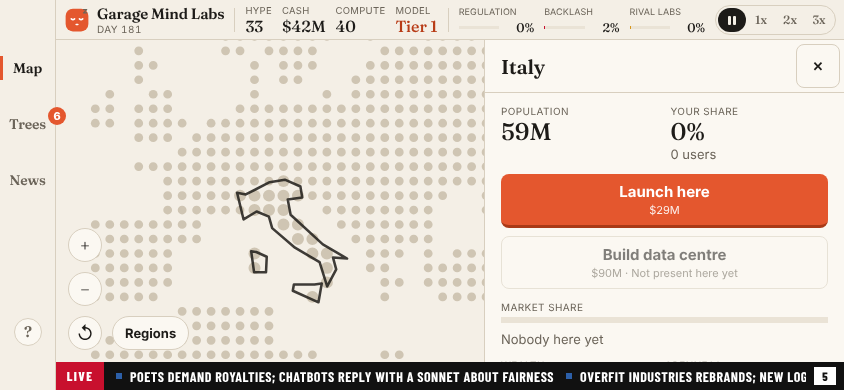 Garage Mind Labs
DAY 181
HYPE
33
CASH
$42M
COMPUTE
40
MODEL
Tier 1
REGULATION
0%
BACKLASH
2%
RIVAL LABS
0%
1x 2x 3x
Map
Trees 6
News
?
+
−
Regions
Italy
×
POPULATION
59M
YOUR SHARE
0%
0 users
Launch here
$29M
Build data centre
$90M · Not present here yet
MARKET SHARE
Nobody here yet
LIVE
POETS DEMAND ROYALTIES; CHATBOTS REPLY WITH A SONNET ABOUT FAIRNESS
OVERFIT INDUSTRIES REBRANDS; NEW LOG
5